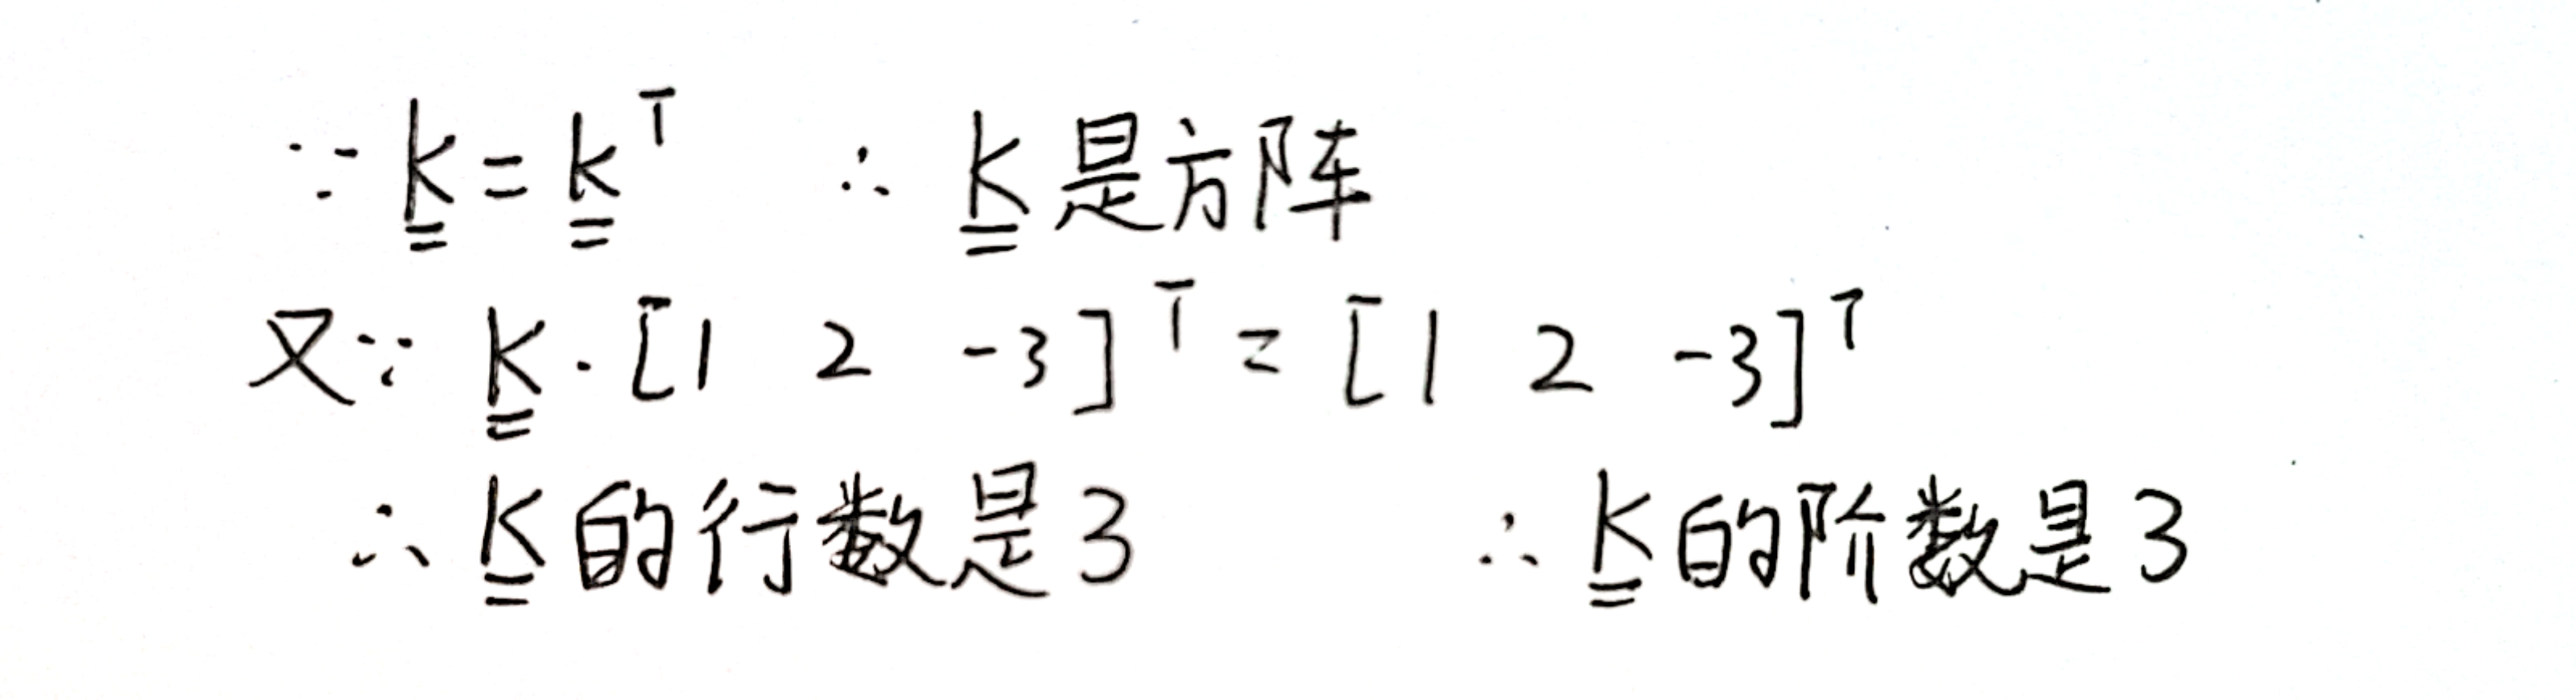 ∵ K = K^T ∴ K是方阵
又∵ K · [1 2 -3]^T = [1 2 -3]^T
∴ K的行数是3 ∴ K的阶数是3